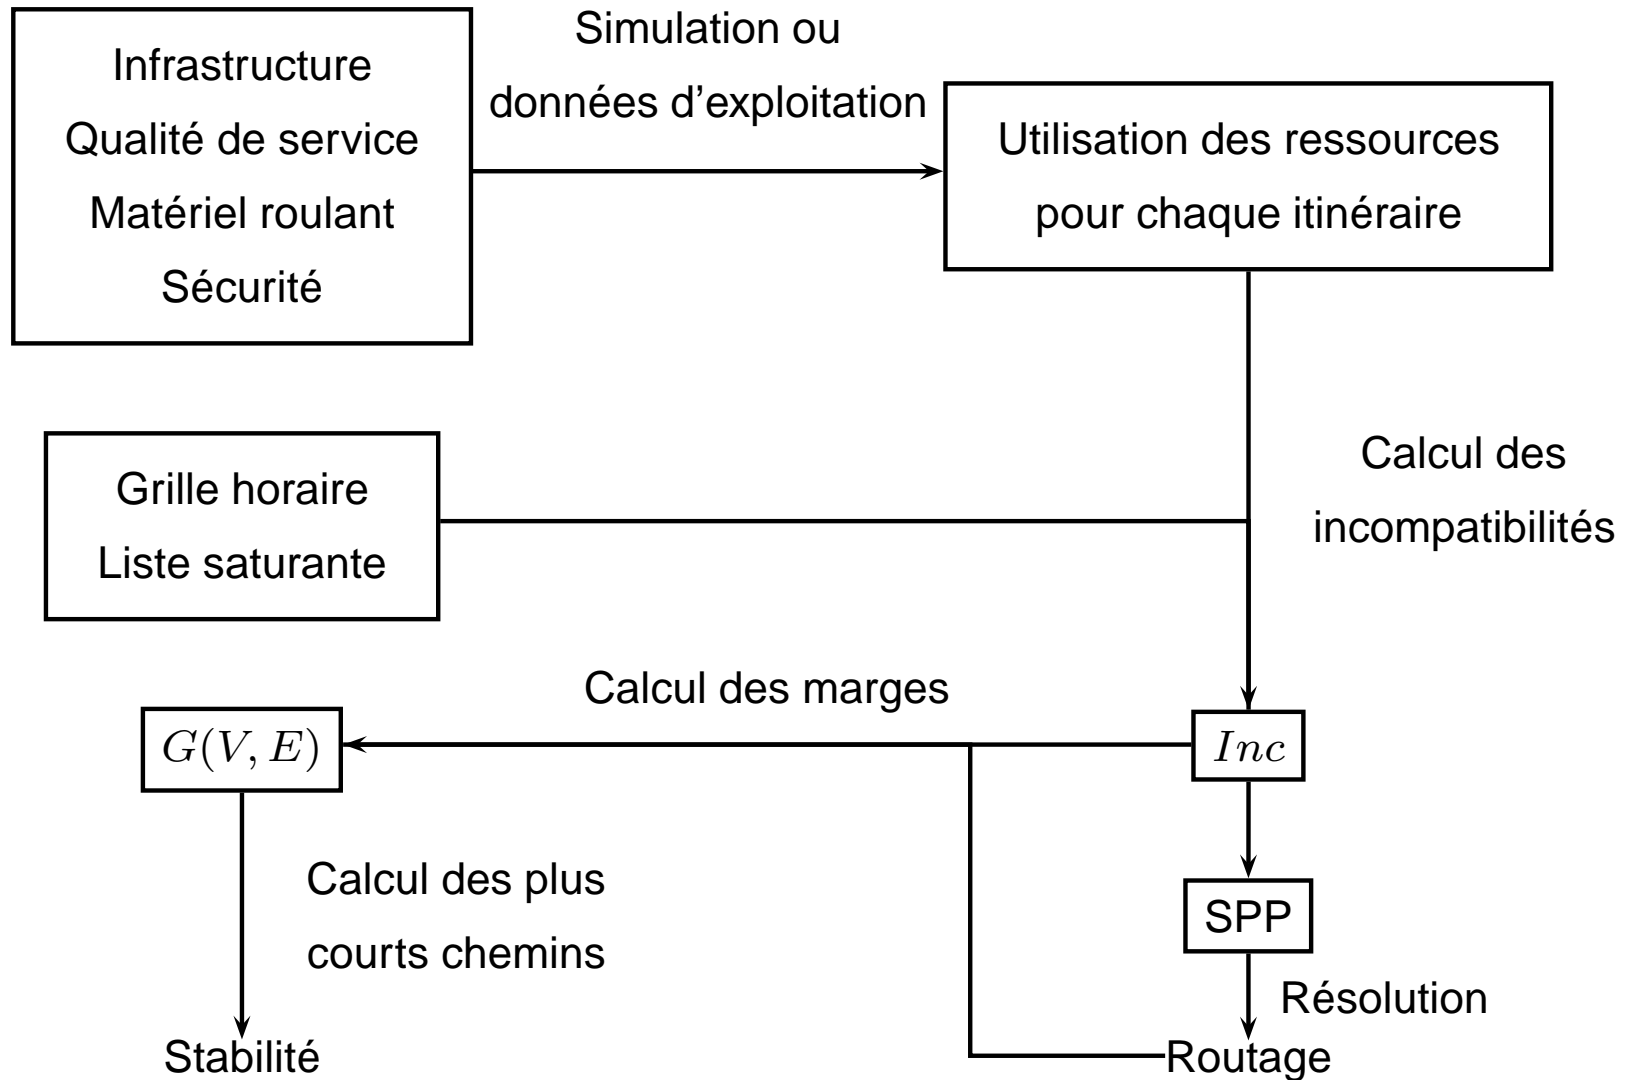 Infrastructure
Qualité de service
Matériel roulant
Sécurité
Simulation ou
données d'exploitation
Utilisation des ressources
pour chaque itinéraire
Grille horaire
Liste saturante
Calcul des
incompatibilités
Calcul des marges
G(V, E)
Inc
Calcul des plus
courts chemins
SPP
Résolution
Stabilité
Routage